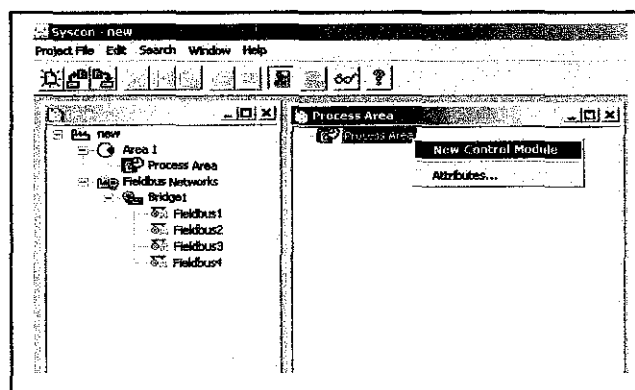 Syscon - new
Project File Edit Search Window Help
new
Area 1
Process Area
Fieldbus Networks
Bridge1
Fieldbus1
Fieldbus2
Fieldbus3
Fieldbus4
Process Area
Process Area
New Control Module
Attributes...